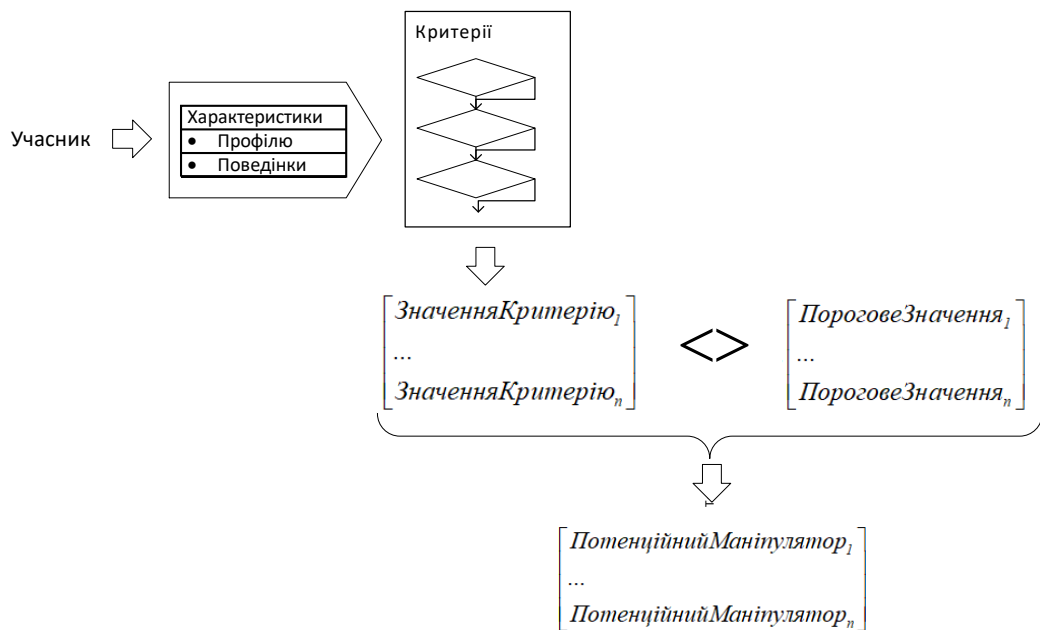 Критерії
Учасник
Характеристики
• Профілю
• Поведінки
ЗначенняКритерію1
...
ЗначенняКритеріюn
<>
ПороговеЗначення1
...
ПороговеЗначенняn
ПотенційнийМаніпулятор1
...
ПотенційнийМаніпуляторn